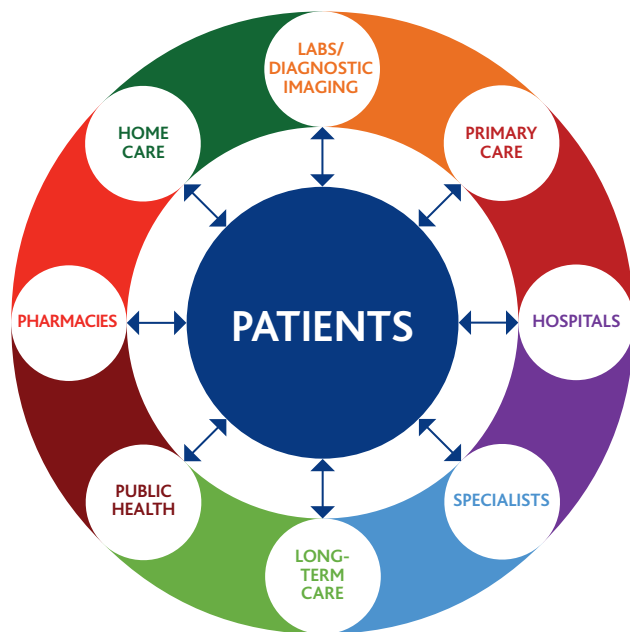 LABS/
DIAGNOSTIC
IMAGING
PRIMARY
CARE
HOSPITALS
SPECIALISTS
LONG-
TERM
CARE
PUBLIC
HEALTH
PHARMACIES
HOME
CARE
PATIENTS